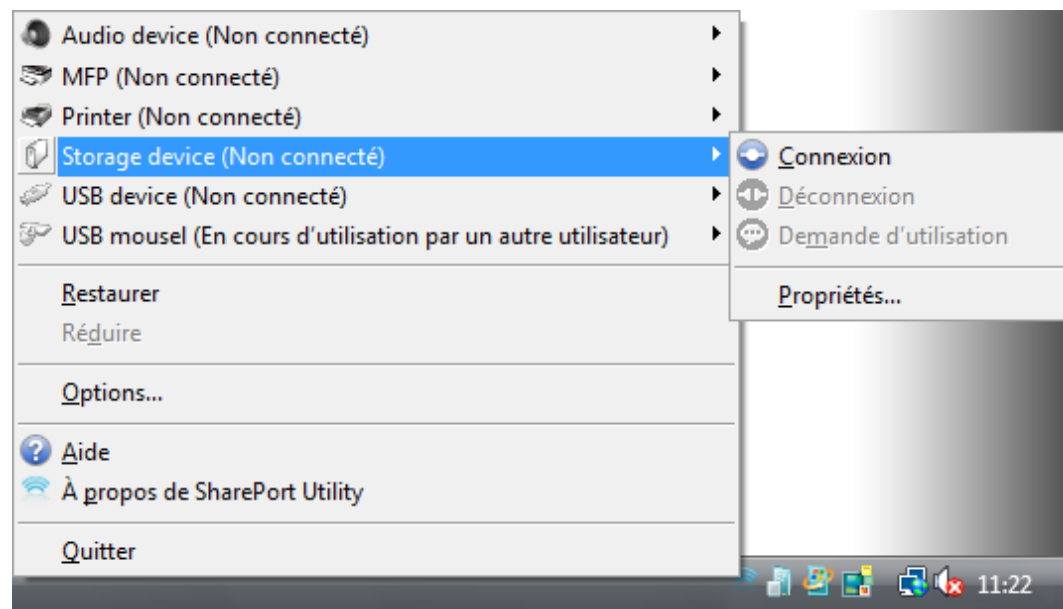 Audio device (Non connecté)
MFP (Non connecté)
Printer (Non connecté)
Storage device (Non connecté)
USB device (Non connecté)
USB mousel (En cours d'utilisation par un autre utilisateur)
Restaurer
Réduire
Options...
Aide
À propos de SharePort Utility
Quitter
Connexion
Déconnexion
Demande d'utilisation
Propriétés...
11:22